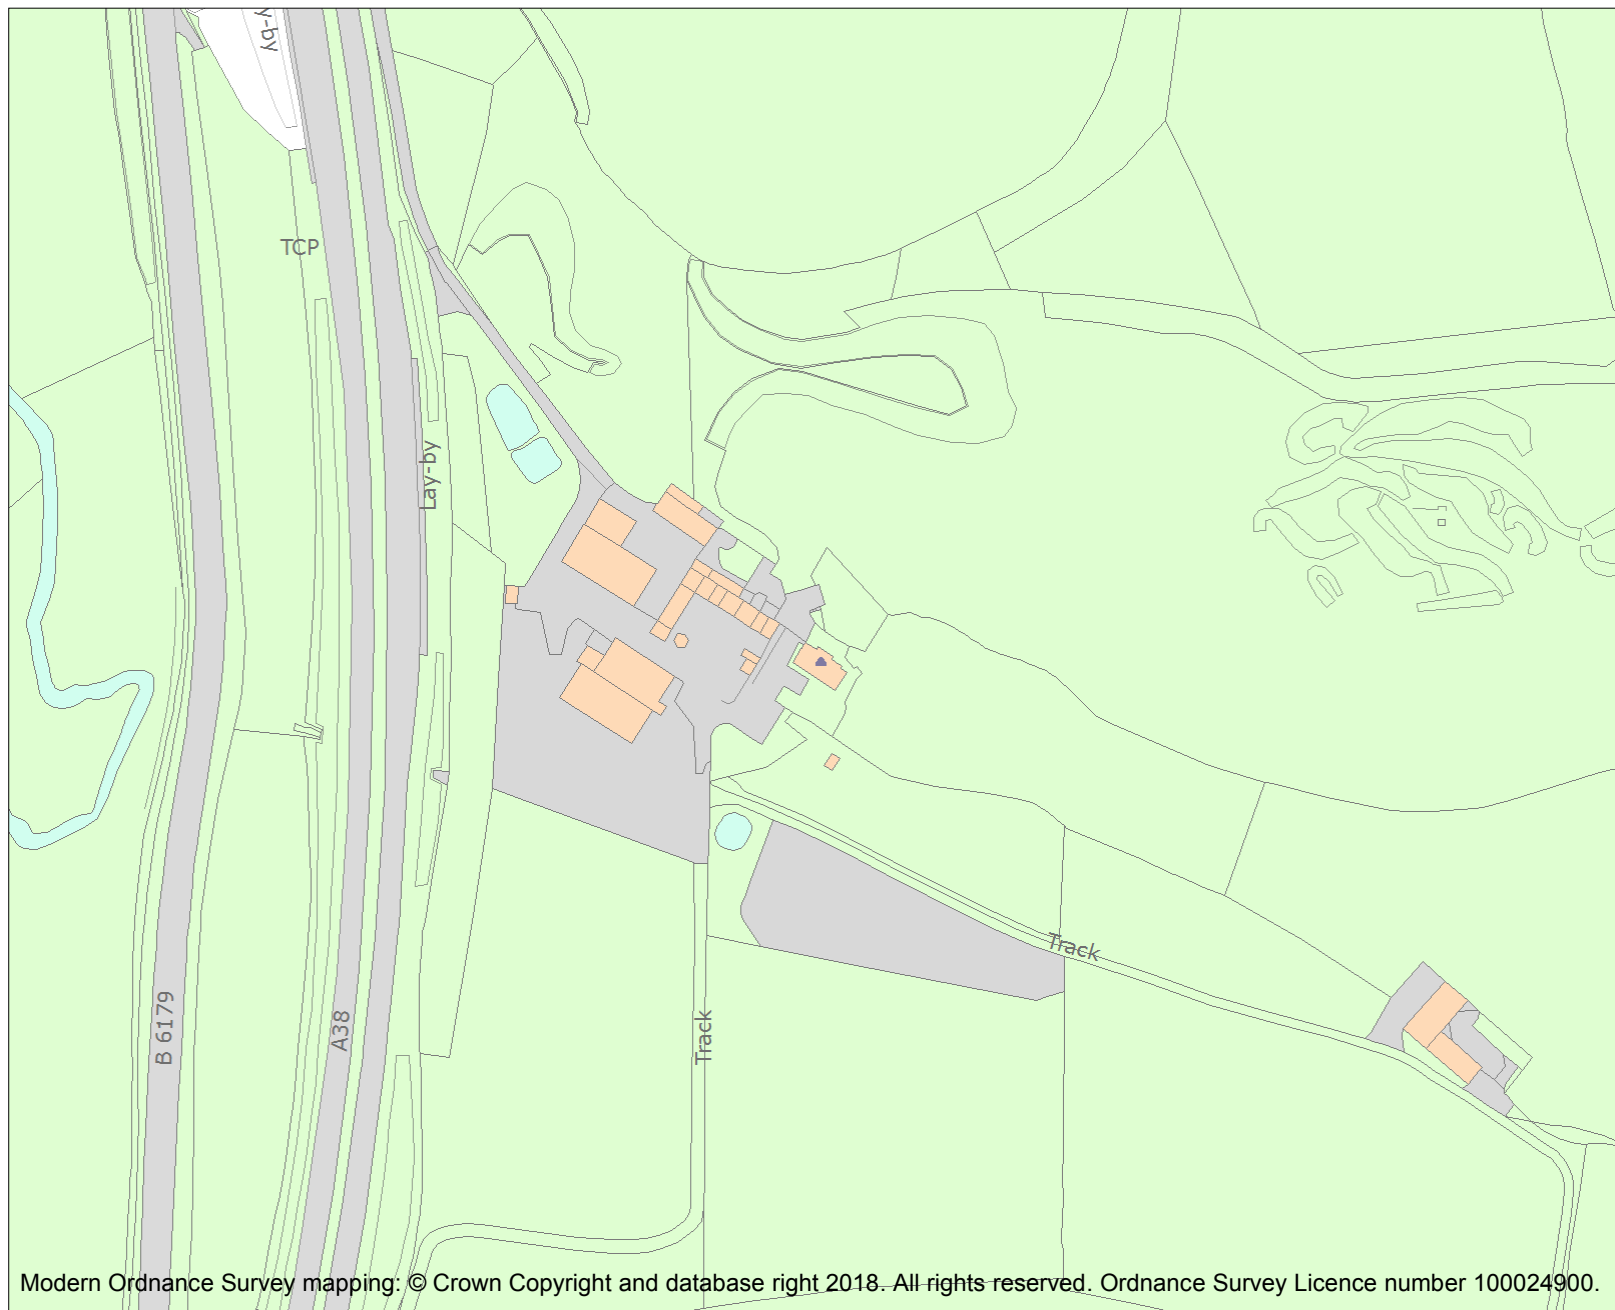 y-by
TCP
Lay-by
Track
B 6179
A38
Track
Modern Ordnance Survey mapping: © Crown Copyright and database right 2018. All rights reserved. Ordnance Survey Licence number 100024900.